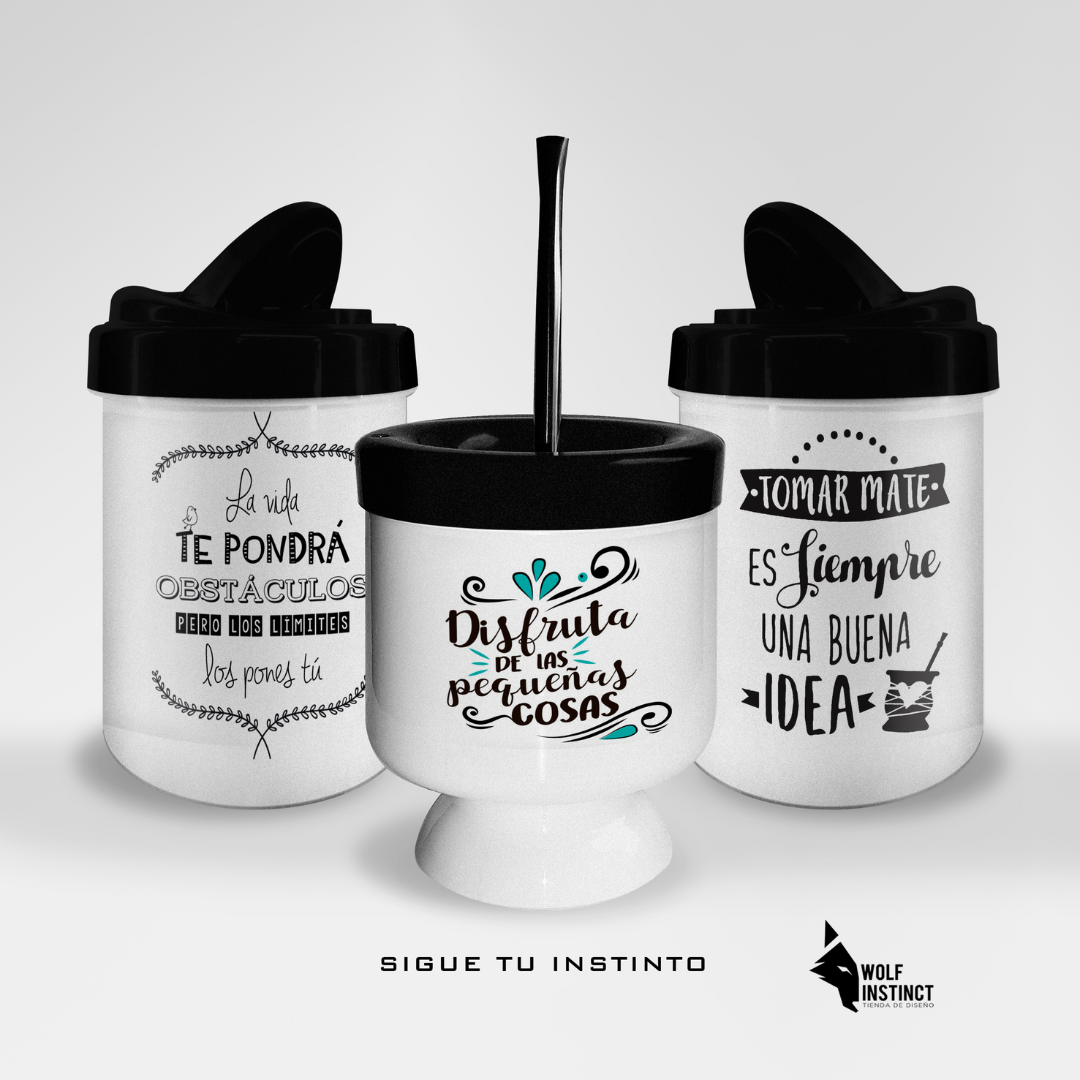 La vida
TE PONDRÁ
OBSTÁCULOS
PERO LOS LÍMITES
los pones tú
Disfruta
DE LAS
pequeñas
COSAS
TOMAR MATE
ES Siempre
UNA BUENA
IDEA
SIGUE TU INSTINTO
WOLF
INSTINCT
TIENDA DE DISEÑO